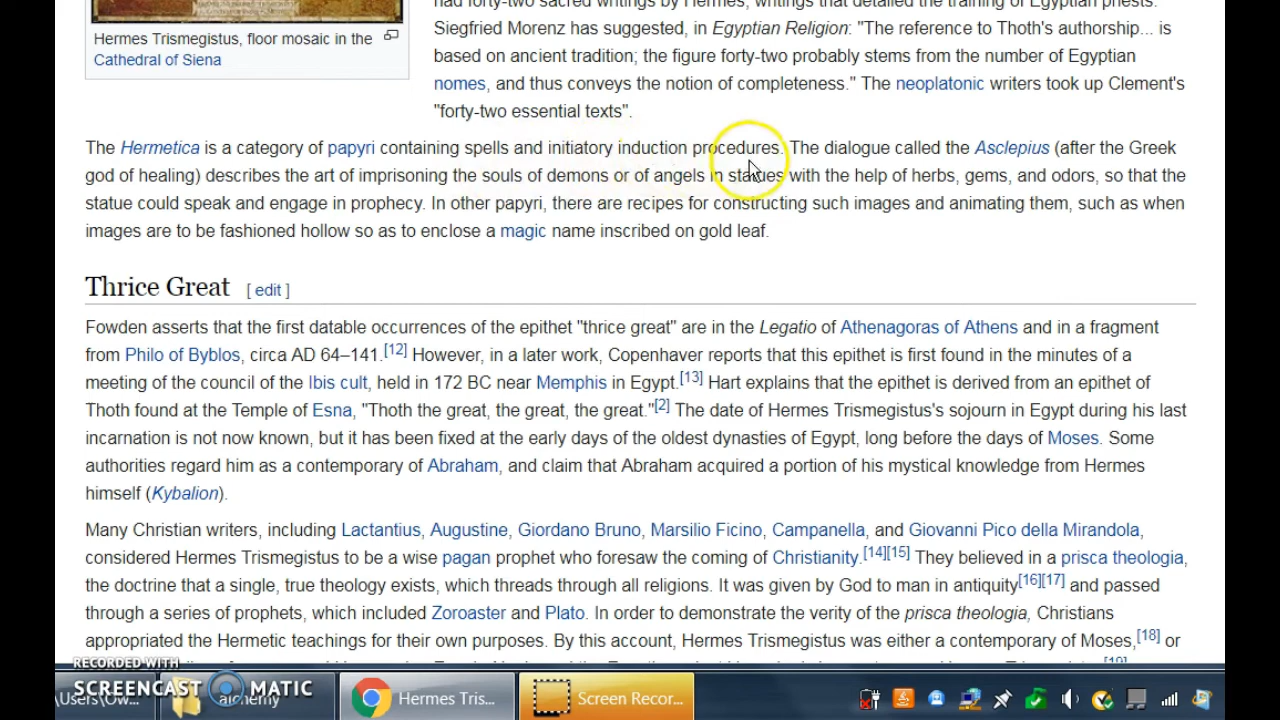 had forty-two sacred writings by Hermes, writings that detailed the training of Egyptian priests.
Siegfried Morenz has suggested, in Egyptian Religion: "The reference to Thoth's authorship... is
based on ancient tradition; the figure forty-two probably stems from the number of Egyptian
nomes, and thus conveys the notion of completeness." The neoplatonic writers took up Clement's
"forty-two essential texts".
Hermes Trismegistus, floor mosaic in the
Cathedral of Siena
The Hermetica is a category of papyri containing spells and initiatory induction procedures. The dialogue called the Asclepius (after the Greek
god of healing) describes the art of imprisoning the souls of demons or of angels in statues with the help of herbs, gems, and odors, so that the
statue could speak and engage in prophecy. In other papyri, there are recipes for constructing such images and animating them, such as when
images are to be fashioned hollow so as to enclose a magic name inscribed on gold leaf.
Thrice Great [ edit ]
Fowden asserts that the first datable occurrences of the epithet "thrice great" are in the Legatio of Athenagoras of Athens and in a fragment
from Philo of Byblos, circa AD 64–141.[12] However, in a later work, Copenhaver reports that this epithet is first found in the minutes of a
meeting of the council of the Ibis cult, held in 172 BC near Memphis in Egypt.[13] Hart explains that the epithet is derived from an epithet of
Thoth found at the Temple of Esna, "Thoth the great, the great, the great."[2] The date of Hermes Trismegistus's sojourn in Egypt during his last
incarnation is not now known, but it has been fixed at the early days of the oldest dynasties of Egypt, long before the days of Moses. Some
authorities regard him as a contemporary of Abraham, and claim that Abraham acquired a portion of his mystical knowledge from Hermes
himself (Kybalion).
Many Christian writers, including Lactantius, Augustine, Giordano Bruno, Marsilio Ficino, Campanella, and Giovanni Pico della Mirandola,
considered Hermes Trismegistus to be a wise pagan prophet who foresaw the coming of Christianity.[14][15] They believed in a prisca theologia,
the doctrine that a single, true theology exists, which threads through all religions. It was given by God to man in antiquity[16][17] and passed
through a series of prophets, which included Zoroaster and Plato. In order to demonstrate the verity of the prisca theologia, Christians
appropriated the Hermetic teachings for their own purposes. By this account, Hermes Trismegistus was either a contemporary of Moses,[18] or
RECORDED WITH
SCREENCAST MATIC
\Users\Ow...
alchemy
Hermes Tris...
Screen Recor...